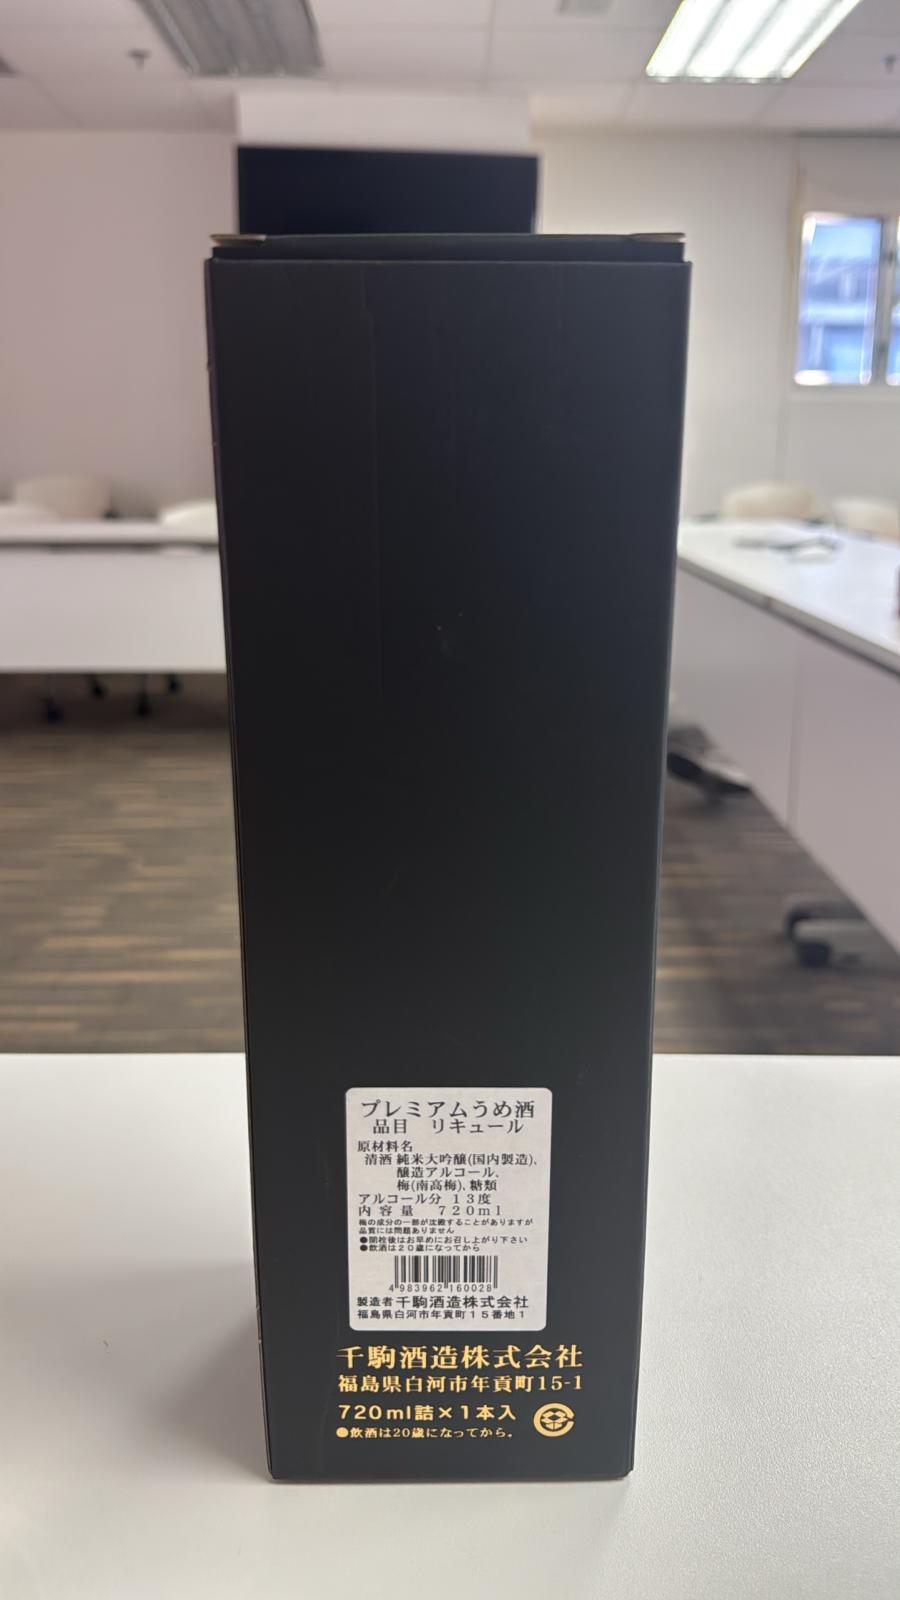 プレミアムうめ酒
品目　リキュール
原材料名
清酒 純米大吟醸(国内製造)、
醸造アルコール、
梅(南高梅)、糖類
アルコール分　１３度
内 容 量　７２０ｍｌ
梅の成分の一部が沈殿することがありますが
品質には問題ありません
●開栓後はお早めにお召し上がり下さい
●飲酒は２０歳になってから
4 983962 160028
製造者 千駒酒造株式会社
福島県白河市年貢町１５番地１
千駒酒造株式会社
福島県白河市年貢町15-1
720ml詰×1本入
●飲酒は20歳になってから。